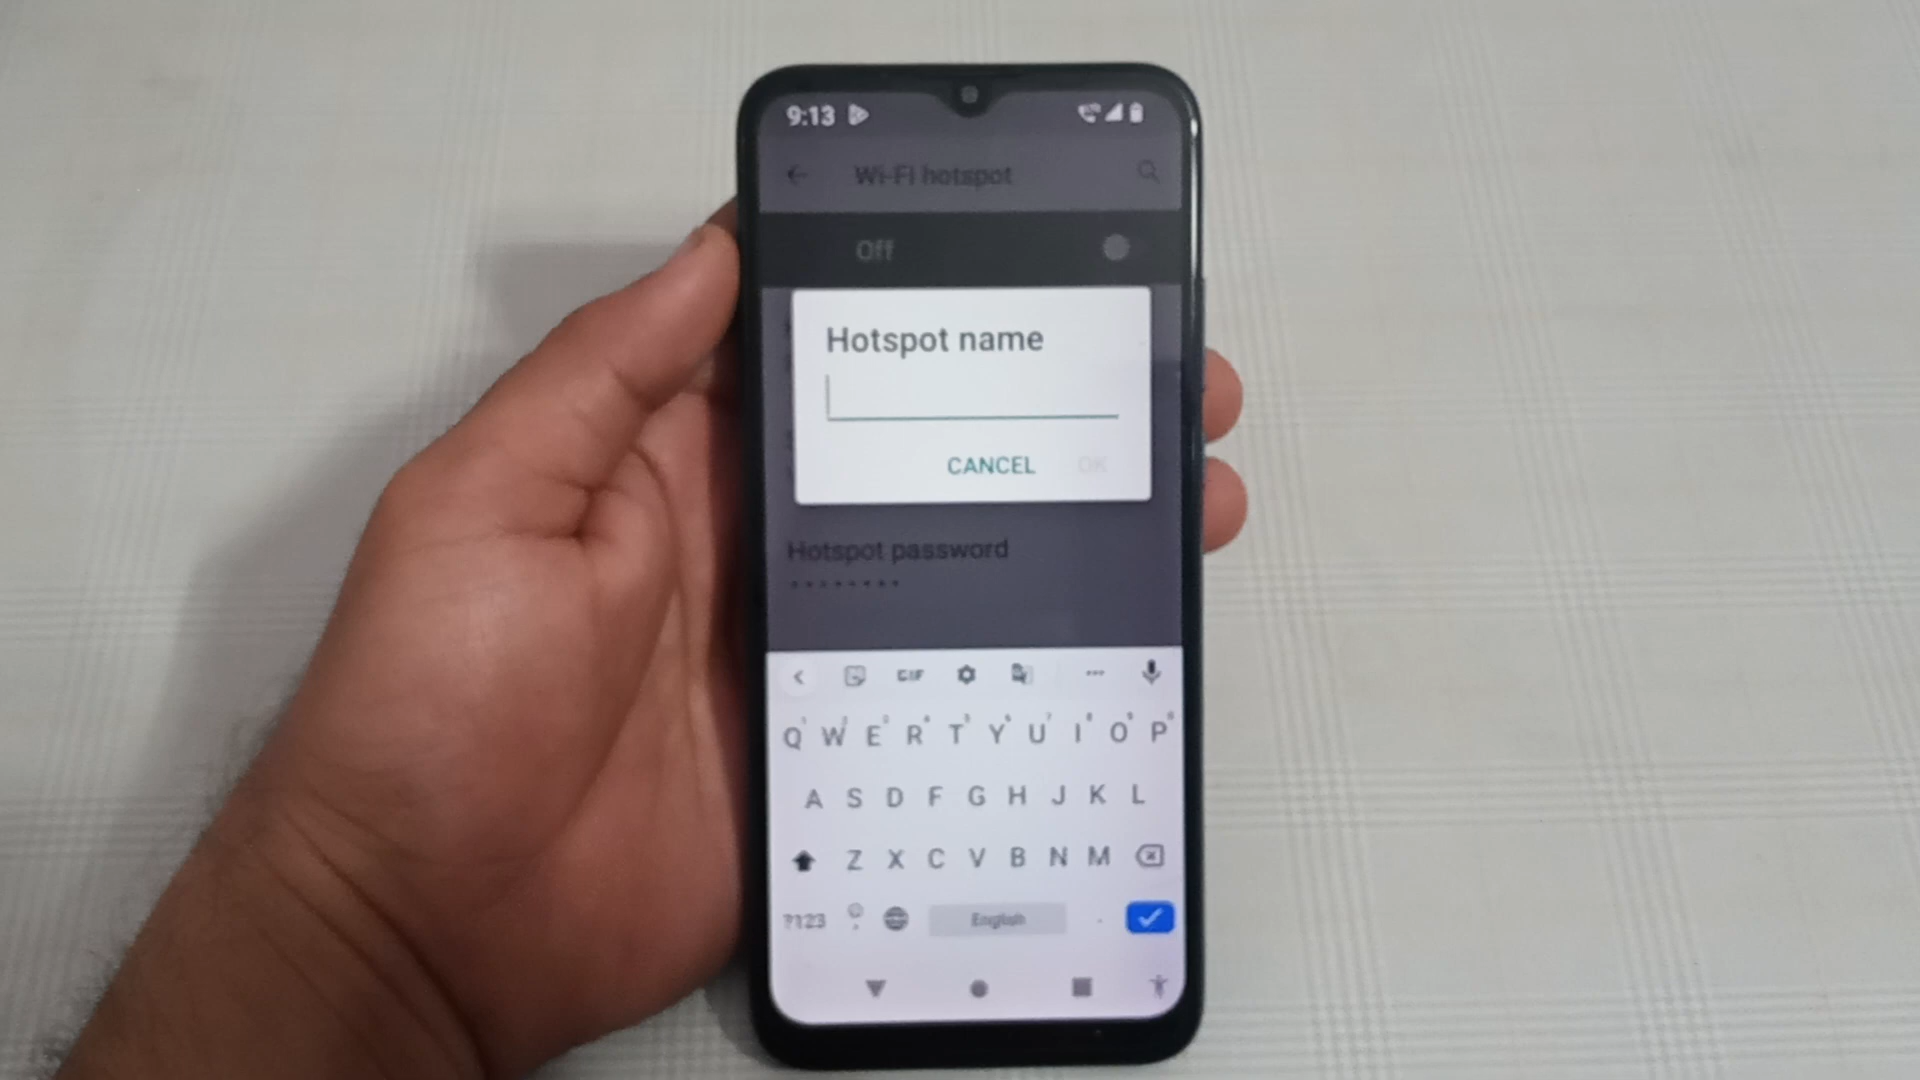 9:13
Wi-Fi hotspot
Off
Hotspot name
CANCEL OK
Hotspot password
GIF
Q W E R T Y U I O P
A S D F G H J K L
Z X C V B N M
?123 English .